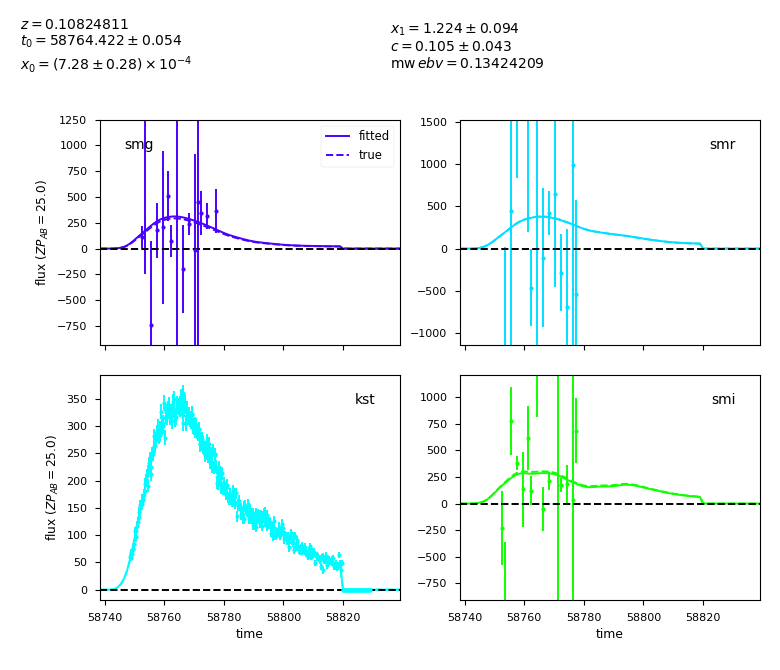 z = 0.10824811
t₀ = 58764.422 ± 0.054
x₀ = (7.28 ± 0.28) × 10⁻⁴
x₁ = 1.224 ± 0.094
c = 0.105 ± 0.043
mw ebv = 0.13424209
1250
1000
750
500
250
0
−250
−500
−750
flux (ZP_AB = 25.0)
smg
fitted
true
1500
1000
500
0
−500
−1000
smr
350
300
250
200
150
100
50
0
flux (ZP_AB = 25.0)
kst
58740 58760 58780 58800 58820
time
1000
750
500
250
0
−250
−500
−750
smi
58740 58760 58780 58800 58820
time